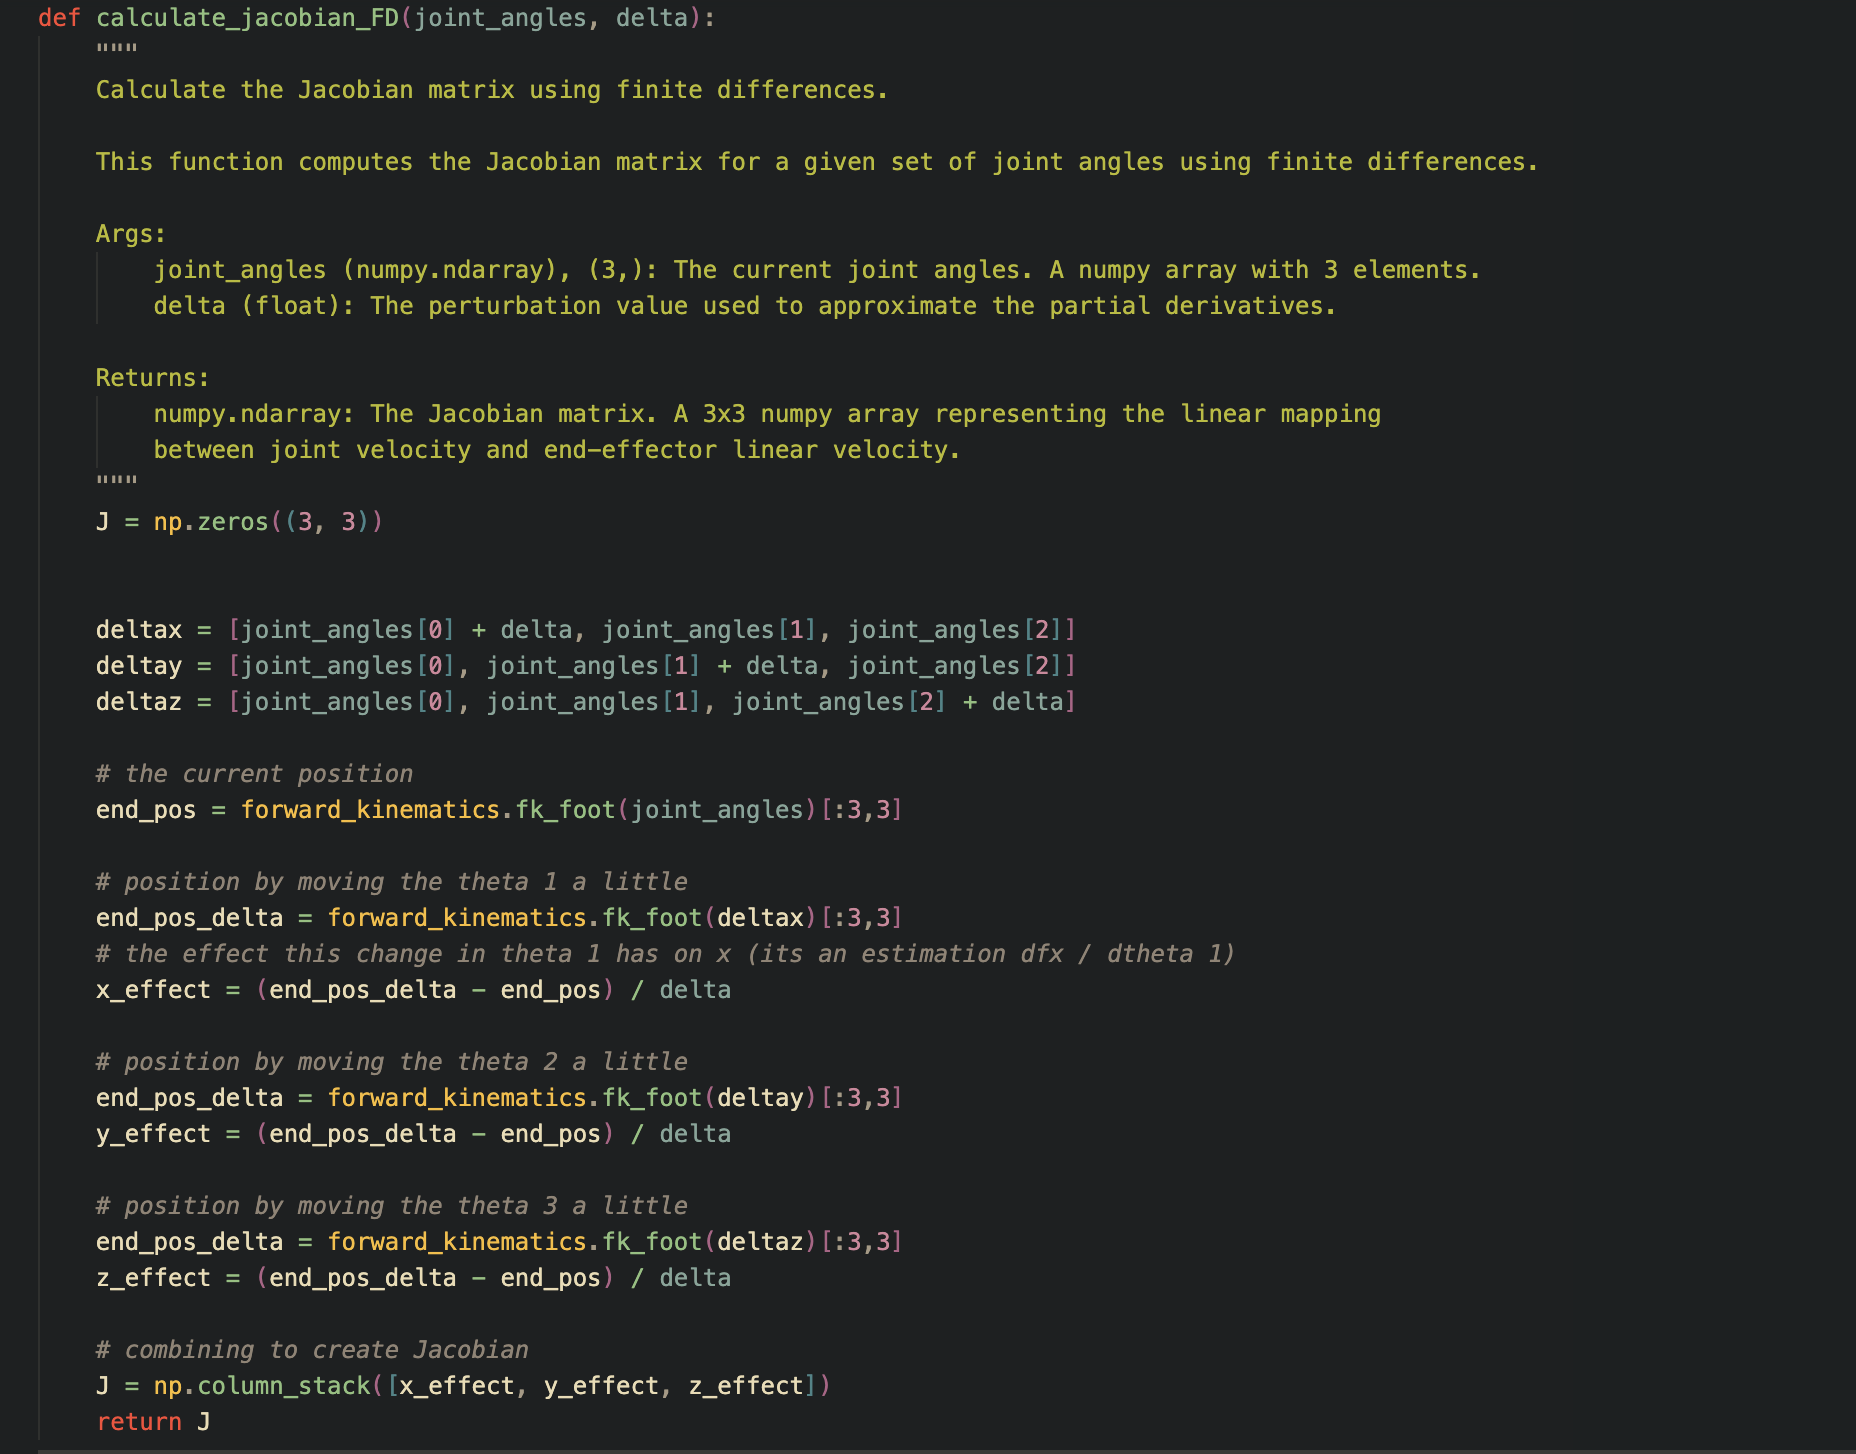 def calculate_jacobian_FD(joint_angles, delta):
    """
    Calculate the Jacobian matrix using finite differences.

    This function computes the Jacobian matrix for a given set of joint angles using finite differences.

    Args:
        joint_angles (numpy.ndarray), (3,): The current joint angles. A numpy array with 3 elements.
        delta (float): The perturbation value used to approximate the partial derivatives.

    Returns:
        numpy.ndarray: The Jacobian matrix. A 3x3 numpy array representing the linear mapping
        between joint velocity and end-effector linear velocity.
    """
    J = np.zeros((3, 3))


    deltax = [joint_angles[0] + delta, joint_angles[1], joint_angles[2]]
    deltay = [joint_angles[0], joint_angles[1] + delta, joint_angles[2]]
    deltaz = [joint_angles[0], joint_angles[1], joint_angles[2] + delta]

    # the current position
    end_pos = forward_kinematics.fk_foot(joint_angles)[:3,3]

    # position by moving the theta 1 a little
    end_pos_delta = forward_kinematics.fk_foot(deltax)[:3,3]
    # the effect this change in theta 1 has on x (its an estimation dfx / dtheta 1)
    x_effect = (end_pos_delta - end_pos) / delta

    # position by moving the theta 2 a little
    end_pos_delta = forward_kinematics.fk_foot(deltay)[:3,3]
    y_effect = (end_pos_delta - end_pos) / delta

    # position by moving the theta 3 a little
    end_pos_delta = forward_kinematics.fk_foot(deltaz)[:3,3]
    z_effect = (end_pos_delta - end_pos) / delta

    # combining to create Jacobian
    J = np.column_stack([x_effect, y_effect, z_effect])
    return J